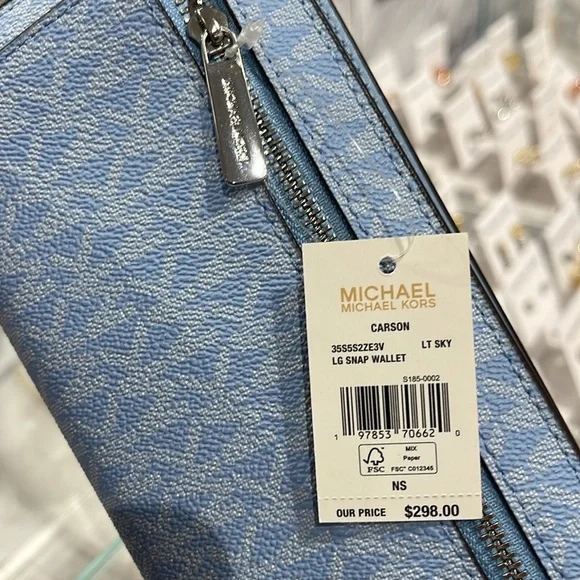 MICHAEL
MICHAEL KORS
CARSON
35S5S2ZE3V LT SKY
LG SNAP WALLET
S185-0002
1 97853 70662 0
FSC MIX
Paper
FSC® C012345
NS
OUR PRICE $298.00